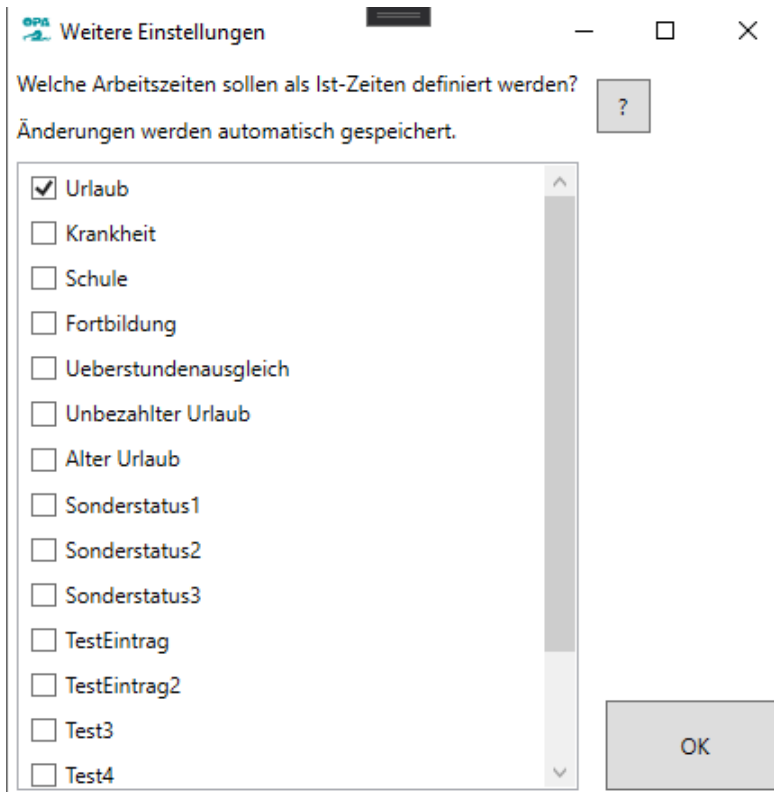 OPA
Weitere Einstellungen
Welche Arbeitszeiten sollen als Ist-Zeiten definiert werden?
?
Änderungen werden automatisch gespeichert.
Urlaub
Krankheit
Schule
Fortbildung
Ueberstundenausgleich
Unbezahlter Urlaub
Alter Urlaub
Sonderstatus1
Sonderstatus2
Sonderstatus3
TestEintrag
TestEintrag2
Test3
Test4
OK